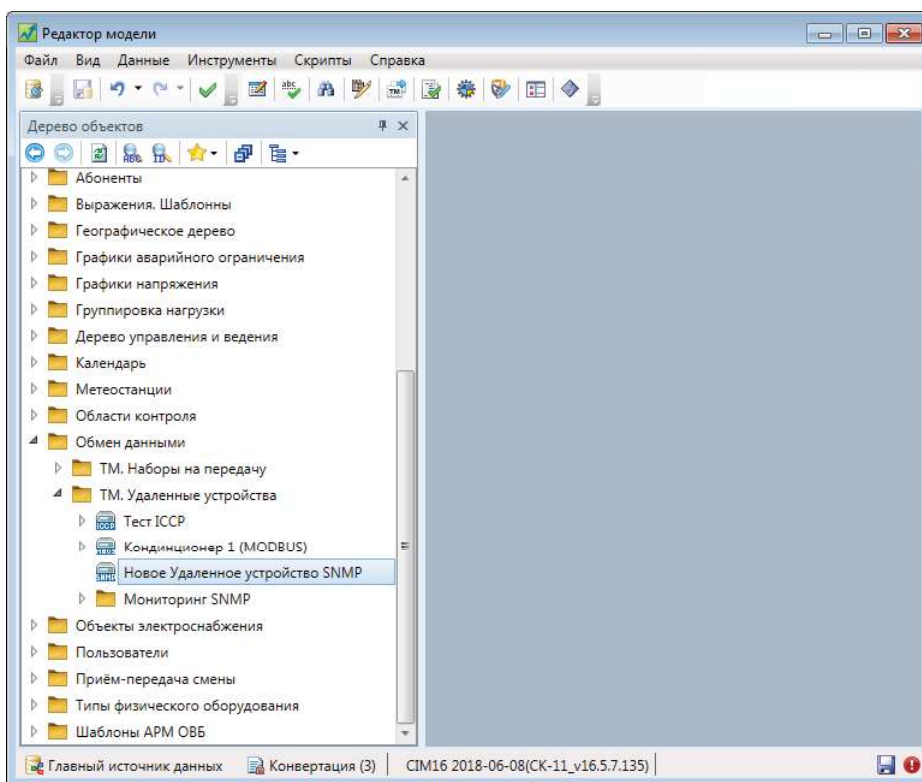 Редактор модели
Файл Вид Данные Инструменты Скрипты Справка
Дерево объектов
Абоненты
Выражения. Шаблонны
Географическое дерево
Графики аварийного ограничения
Графики напряжения
Группировка нагрузки
Дерево управления и ведения
Календарь
Метеостанции
Области контроля
Обмен данными
ТМ. Наборы на передачу
ТМ. Удаленные устройства
Тест ICCP
Кондинционер 1 (MODBUS)
Новое Удаленное устройство SNMP
Мониторинг SNMP
Объекты электроснабжения
Пользователи
Приём-передача смены
Типы физического оборудования
Шаблоны АРМ ОВБ
Главный источник данных Конвертация (3) CIM16 2018-06-08(СК-11_v16.5.7.135)